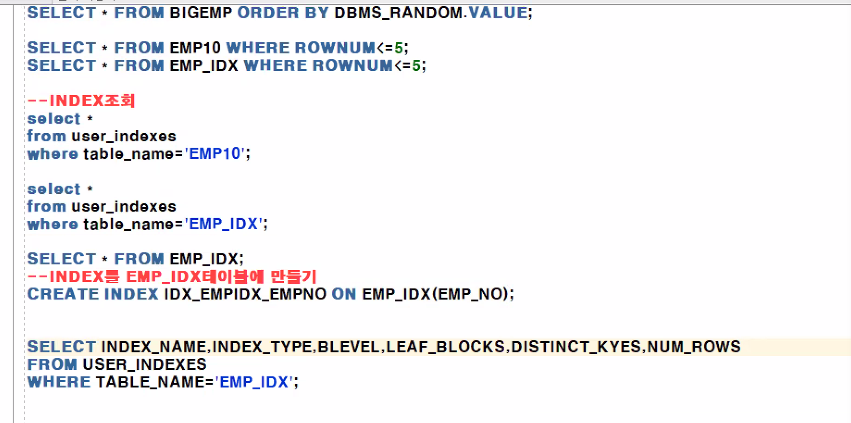 SELECT * FROM BIGEMP ORDER BY DBMS_RANDOM.VALUE;
SELECT * FROM EMP10 WHERE ROWNUM<=5;
SELECT * FROM EMP_IDX WHERE ROWNUM<=5;
--INDEX조회
select *
from user_indexes
where table_name='EMP10';
select *
from user_indexes
where table_name='EMP_IDX';
SELECT * FROM EMP_IDX;
--INDEX를 EMP_IDX테이블에 만들기
CREATE INDEX IDX_EMPIDX_EMPNO ON EMP_IDX(EMP_NO);
SELECT INDEX_NAME,INDEX_TYPE,BLEVEL,LEAF_BLOCKS,DISTINCT_KYES,NUM_ROWS
FROM USER_INDEXES
WHERE TABLE_NAME='EMP_IDX';